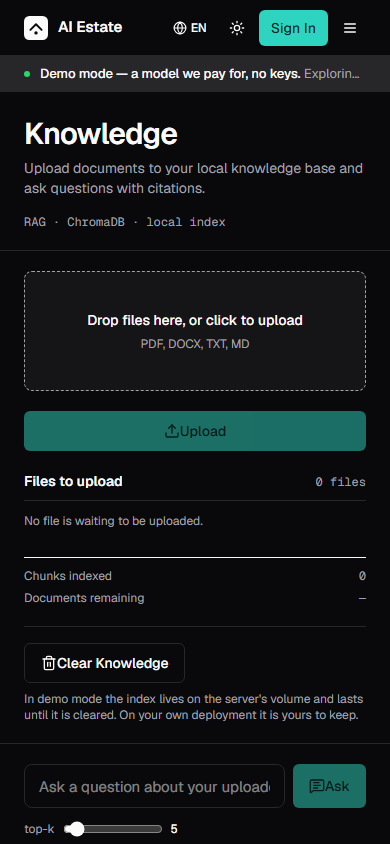 AI Estate
EN
Sign In
Demo mode — a model we pay for, no keys. Explorin...
Knowledge
Upload documents to your local knowledge base and
ask questions with citations.
RAG · ChromaDB · local index
Drop files here, or click to upload
PDF, DOCX, TXT, MD
Upload
Files to upload
0 files
No file is waiting to be uploaded.
Chunks indexed
0
Documents remaining
—
Clear Knowledge
In demo mode the index lives on the server's volume and lasts
until it is cleared. On your own deployment it is yours to keep.
Ask a question about your upload
Ask
top-k
5